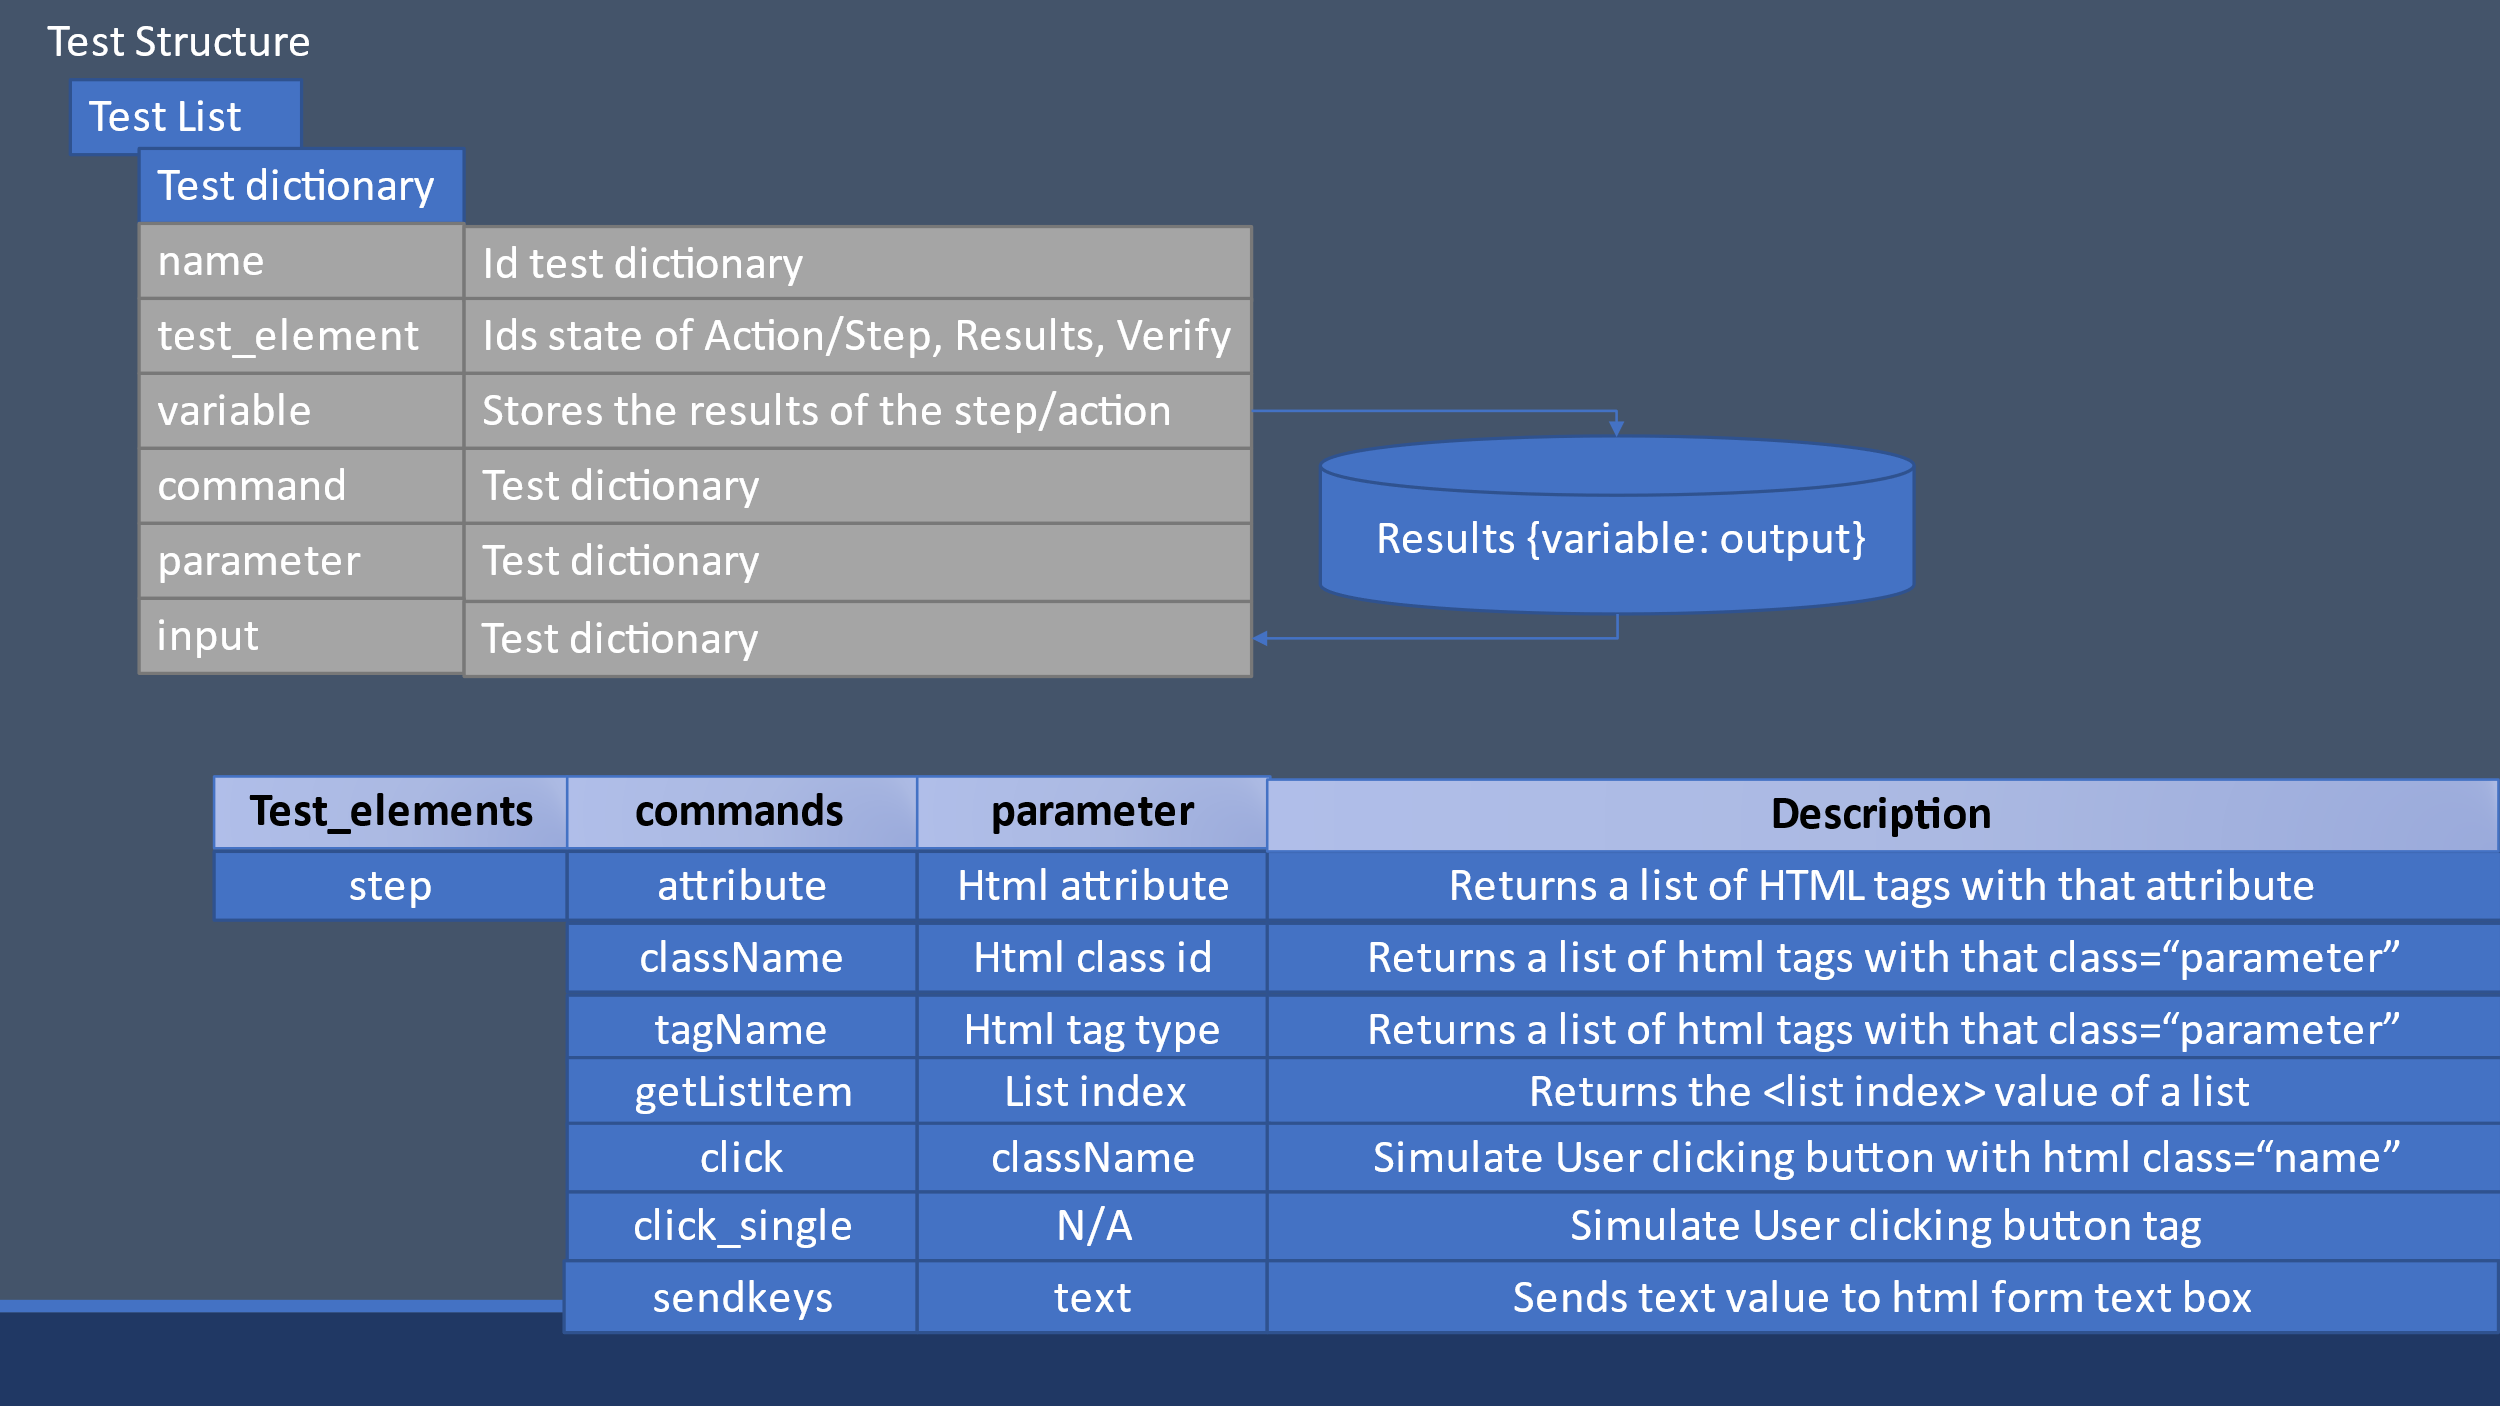 Test Structure
Test List
Test dictionary
name Id test dictionary
test_element Ids state of Action/Step, Results, Verify
variable Stores the results of the step/action
command Test dictionary
Results {variable: output}
parameter Test dictionary
input Test dictionary
Test_elements commands parameter Description
step attribute Html attribute Returns a list of HTML tags with that attribute
className Html class id Returns a list of html tags with that class=“parameter”
tagName Html tag type Returns a list of html tags with that class=“parameter”
getListItem List index Returns the <list index> value of a list
click className Simulate User clicking button with html class=“name”
click_single N/A Simulate User clicking button tag
sendkeys text Sends text value to html form text box